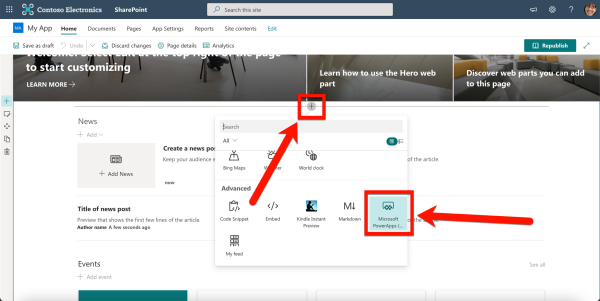 Contoso Electronics SharePoint Search this site
MA My App Home Documents Pages App Settings Reports Site contents Edit
Save as draft Undo Discard changes Page details Analytics Republish
to start customizing
LEARN MORE
Learn how to use the Hero web
part
Discover web parts you can add
to this page
News
Add
Search
All
Create a news post
Keep your audience
of the article.
now
Add News
Bing Maps
World clock
Advanced
Code Snippet Embed Kindle Instant
Preview
Markdown Microsoft
PowerApps (...
My feed
Title of news post
Preview that shows the first few lines of the article.
Author name A few seconds ago
of the article.
Events See all
Add event